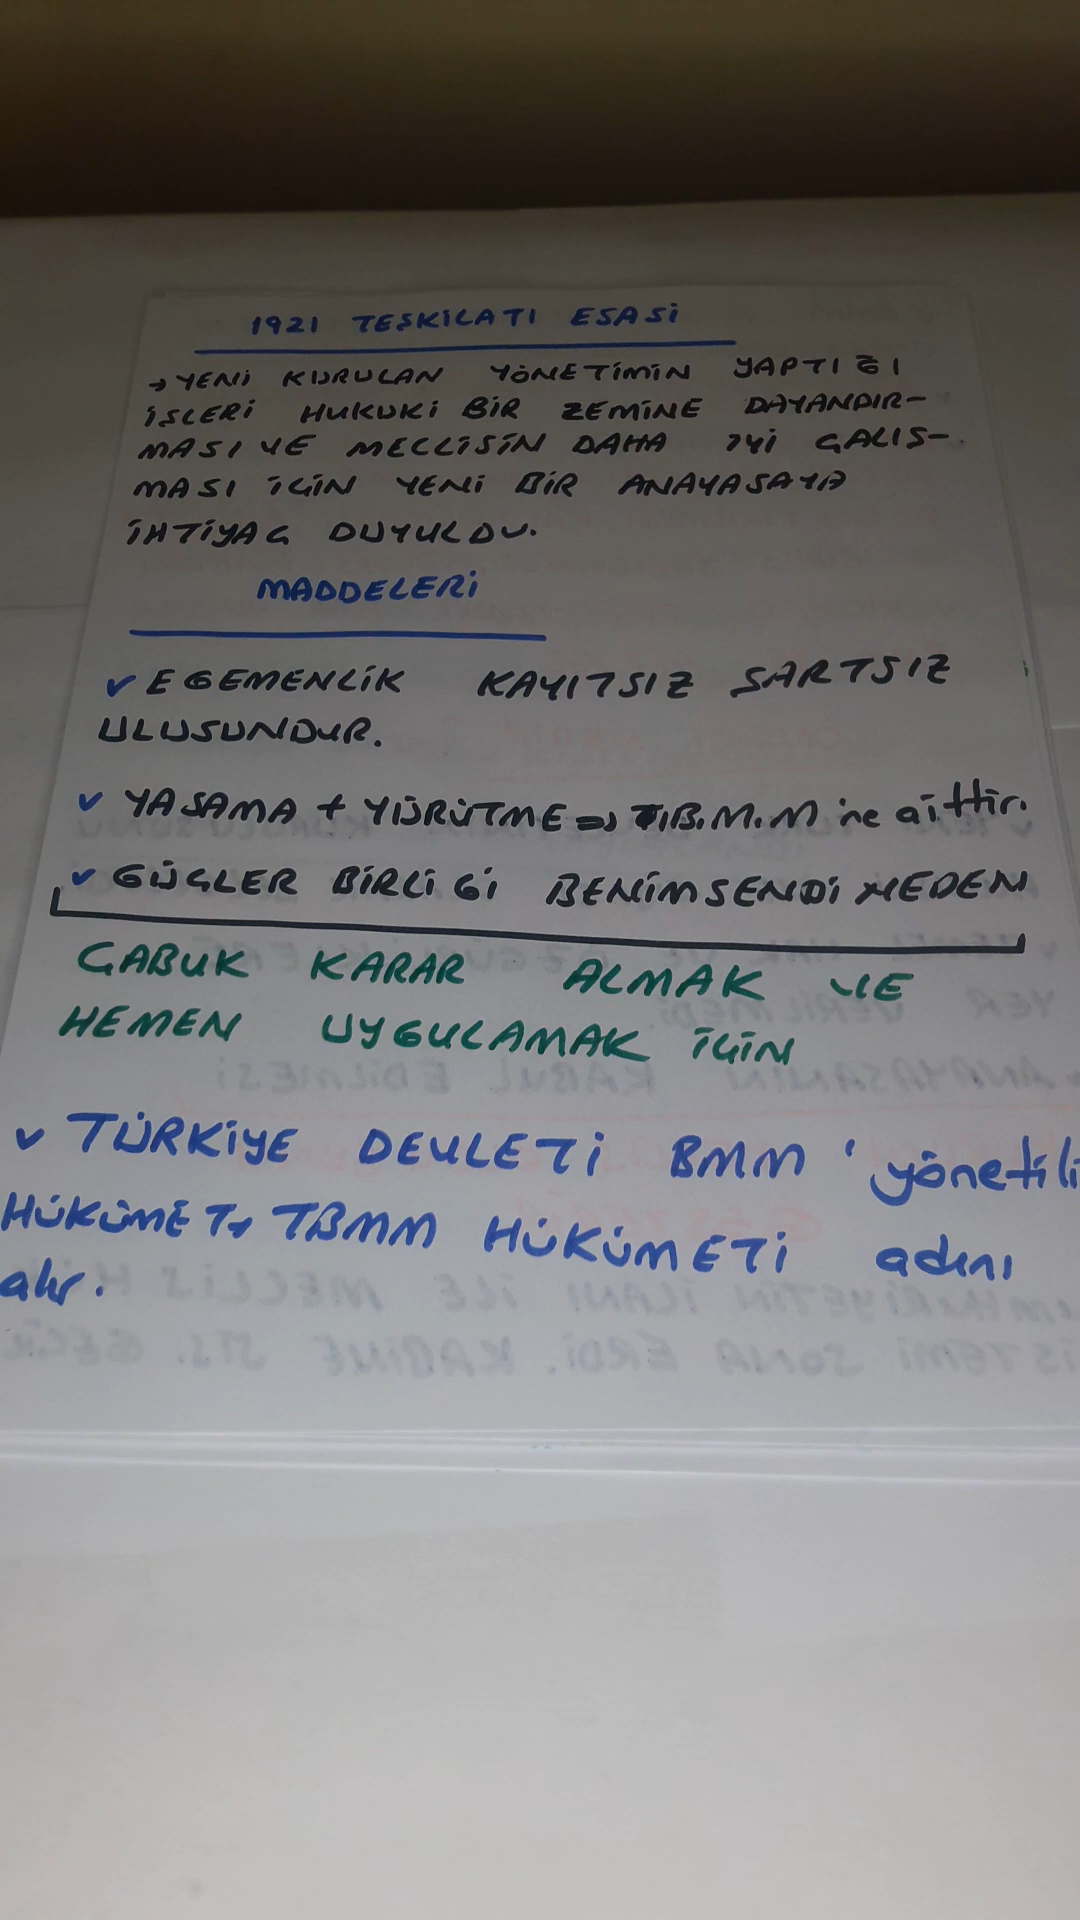 1921 TEŞKİLATI ESASİ
→ YENİ KURULAN YÖNETİMİN YAPTIĞI
İŞLERİ HUKUKİ BİR ZEMİNE DAYANDIR-
MASI VE MECLİSİN DAHA İYİ ÇALIŞ-
MASI İÇİN YENİ BİR ANAYASAYA
İHTİYAÇ DUYULDU.
MADDELERİ
✓ EGEMENLİK KAYITSIZ ŞARTSIZ
ULUSUNDUR.
✓ YASAMA + YÜRÜTME => T.B.M.M ne aittir.
✓ GÜÇLER BİRLİGİ BENİMSENDİ NEDEN
ÇABUK KARAR ALMAK VE
HEMEN UYGULAMAK İÇİN
✓ TÜRKİYE DEVLETİ BMM ' yönetili
HÜKÜMETİ TBMM HÜKÜMETİ adını
alır.